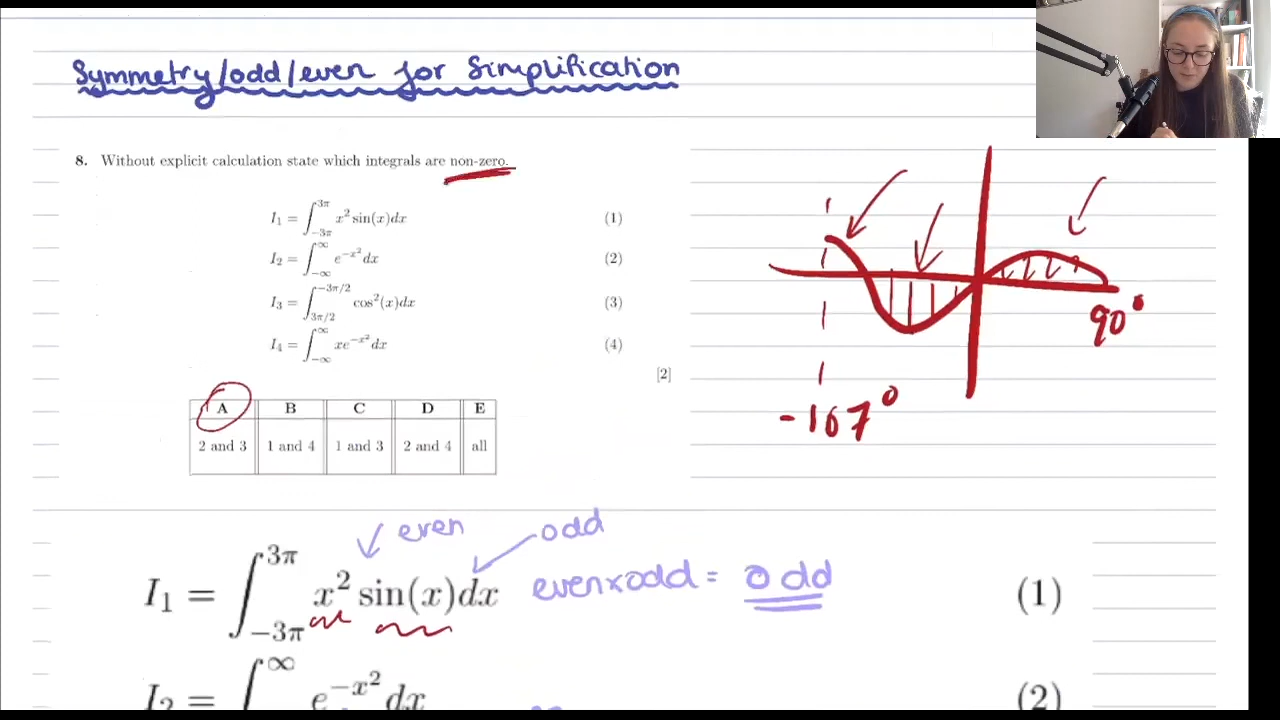 Symmetry/odd/even for Simplification
8. Without explicit calculation state which integrals are non-zero.
I₁ = ∫_{-3π}^{3π} x² sin(x)dx (1)
I₂ = ∫_{-∞}^{∞} e^{-x²} dx (2)
I₃ = ∫_{3π/2}^{-3π/2} cos²(x)dx (3)
I₄ = ∫_{-∞}^{∞} xe^{-x²} dx (4)
[2]
A B C D E
2 and 3 1 and 4 1 and 3 2 and 4 all
90°
-167°
even odd
I₁ = ∫_{-3π}^{3π} x² sin(x)dx even x odd = odd (1)
I₂ = ∫^{∞} e^{-x²} dx (2)